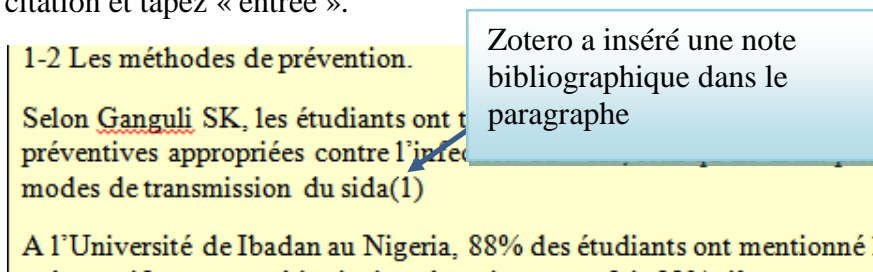 citation et tapez « entrée ».
1-2 Les méthodes de prévention.
Zotero a inséré une note
bibliographique dans le
paragraphe
Selon Ganguli SK, les étudiants ont
préventives appropriées contre l’infec
modes de transmission du sida(1)
A l’Université de Ibadan au Nigeria, 88% des étudiants ont mentionné